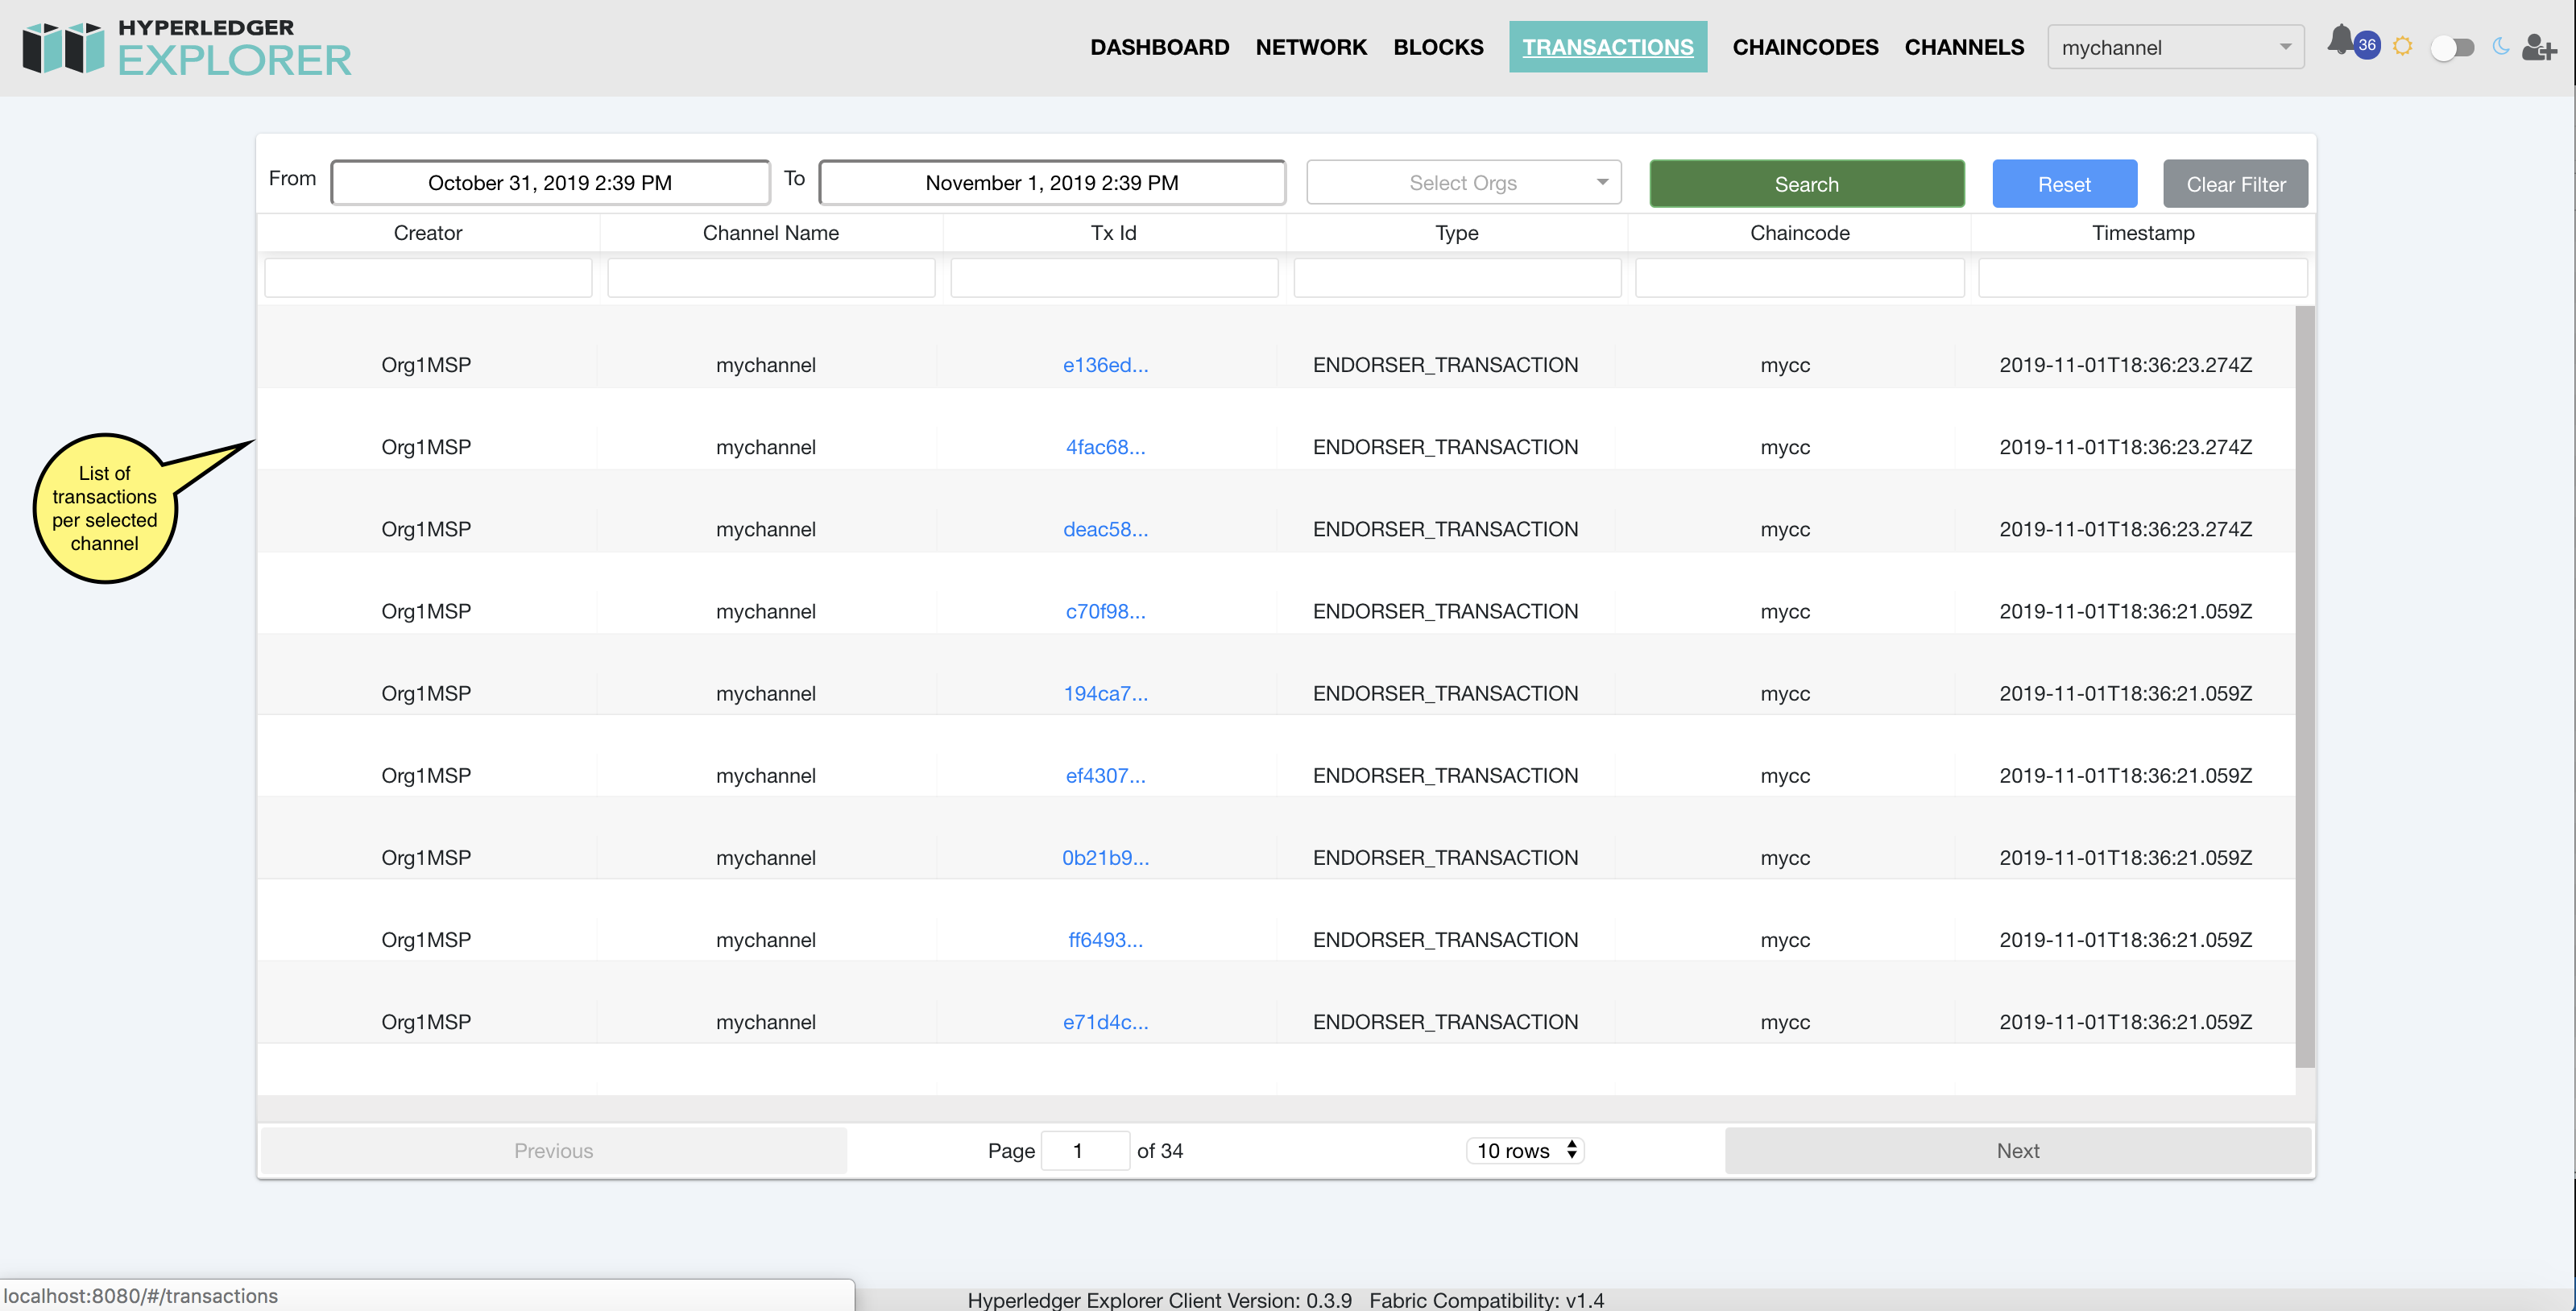 HYPERLEDGER
EXPLORER
DASHBOARD NETWORK BLOCKS TRANSACTIONS CHAINCODES CHANNELS mychannel 36
From October 31, 2019 2:39 PM To November 1, 2019 2:39 PM Select Orgs Search Reset Clear Filter
Creator Channel Name Tx Id Type Chaincode Timestamp
Org1MSP mychannel e136ed... ENDORSER_TRANSACTION mycc 2019-11-01T18:36:23.274Z
Org1MSP mychannel 4fac68... ENDORSER_TRANSACTION mycc 2019-11-01T18:36:23.274Z
List of
transactions
per selected
channel
Org1MSP mychannel deac58... ENDORSER_TRANSACTION mycc 2019-11-01T18:36:23.274Z
Org1MSP mychannel c70f98... ENDORSER_TRANSACTION mycc 2019-11-01T18:36:21.059Z
Org1MSP mychannel 194ca7... ENDORSER_TRANSACTION mycc 2019-11-01T18:36:21.059Z
Org1MSP mychannel ef4307... ENDORSER_TRANSACTION mycc 2019-11-01T18:36:21.059Z
Org1MSP mychannel 0b21b9... ENDORSER_TRANSACTION mycc 2019-11-01T18:36:21.059Z
Org1MSP mychannel ff6493... ENDORSER_TRANSACTION mycc 2019-11-01T18:36:21.059Z
Org1MSP mychannel e71d4c... ENDORSER_TRANSACTION mycc 2019-11-01T18:36:21.059Z
Previous Page 1 of 34 10 rows Next
localhost:8080/#/transactions
Hyperledger Explorer Client Version: 0.3.9 Fabric Compatibility: v1.4